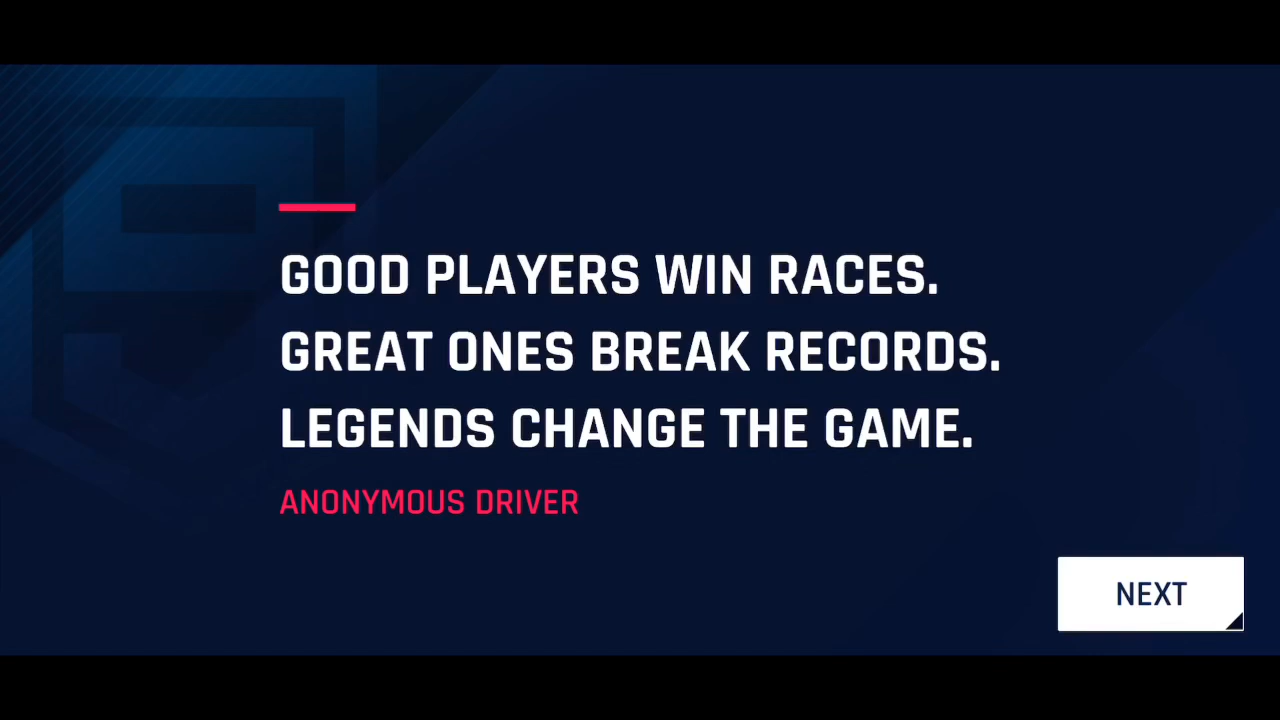 GOOD PLAYERS WIN RACES.
GREAT ONES BREAK RECORDS.
LEGENDS CHANGE THE GAME.
ANONYMOUS DRIVER
NEXT